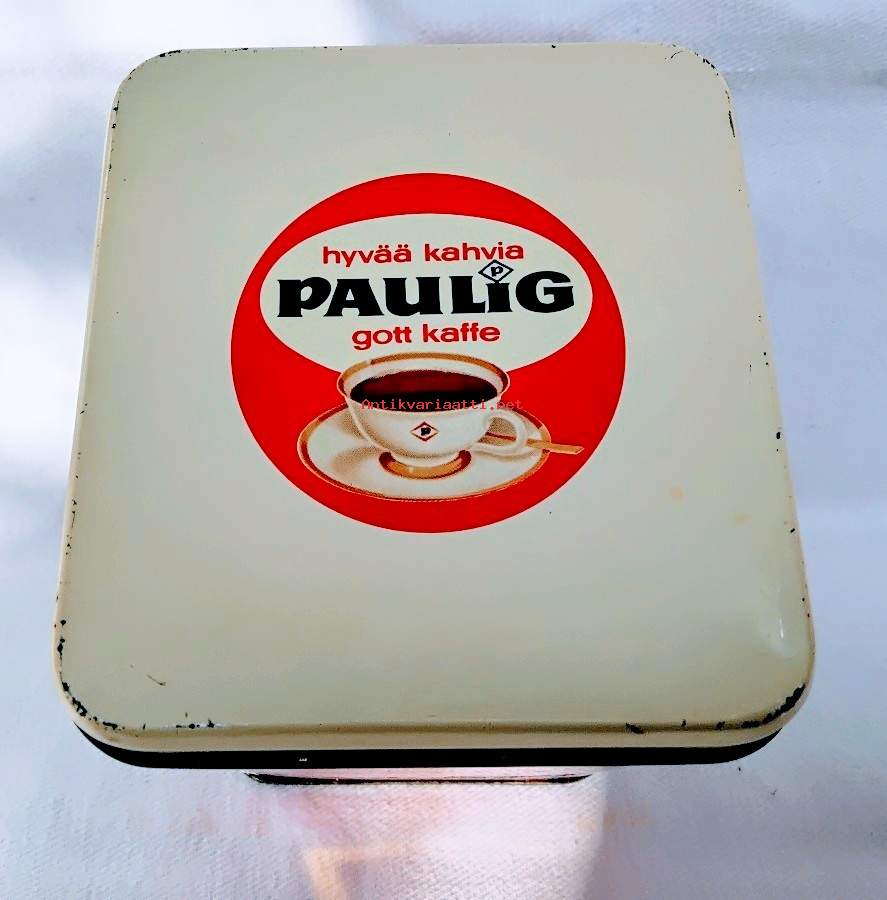 hyvää kahvia
P
PAULiG
gott kaffe
Antikvariaatti.net
P